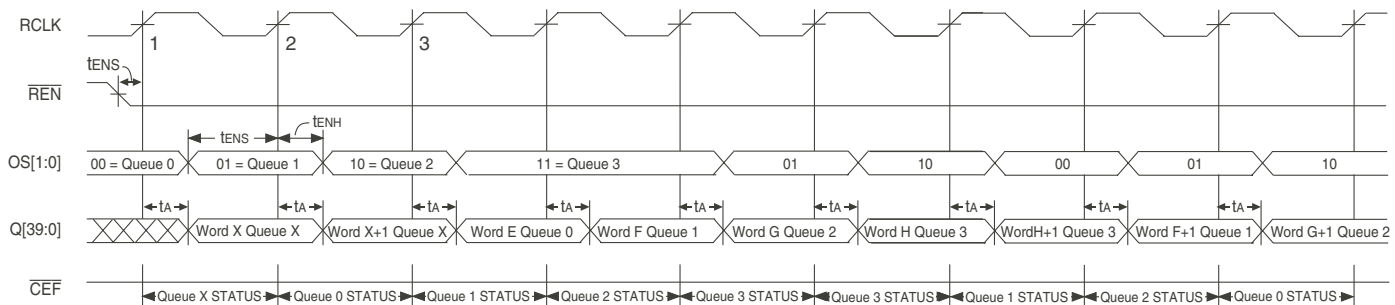 RCLK
1 2 3
tENS
REN
tENS tENH
OS[1:0] 00 = Queue 0 01 = Queue 1 10 = Queue 2 11 = Queue 3 01 10 00 01 10
tA tA tA tA tA tA tA tA tA
Q[39:0] Word X Queue X Word X+1 Queue X Word E Queue 0 Word F Queue 1 Word G Queue 2 Word H Queue 3 WordH+1 Queue 3 Word F+1 Queue 1 Word G+1 Queue 2
CEF Queue X STATUS Queue 0 STATUS Queue 1 STATUS Queue 2 STATUS Queue 3 STATUS Queue 3 STATUS Queue 1 STATUS Queue 2 STATUS Queue 0 STATUS